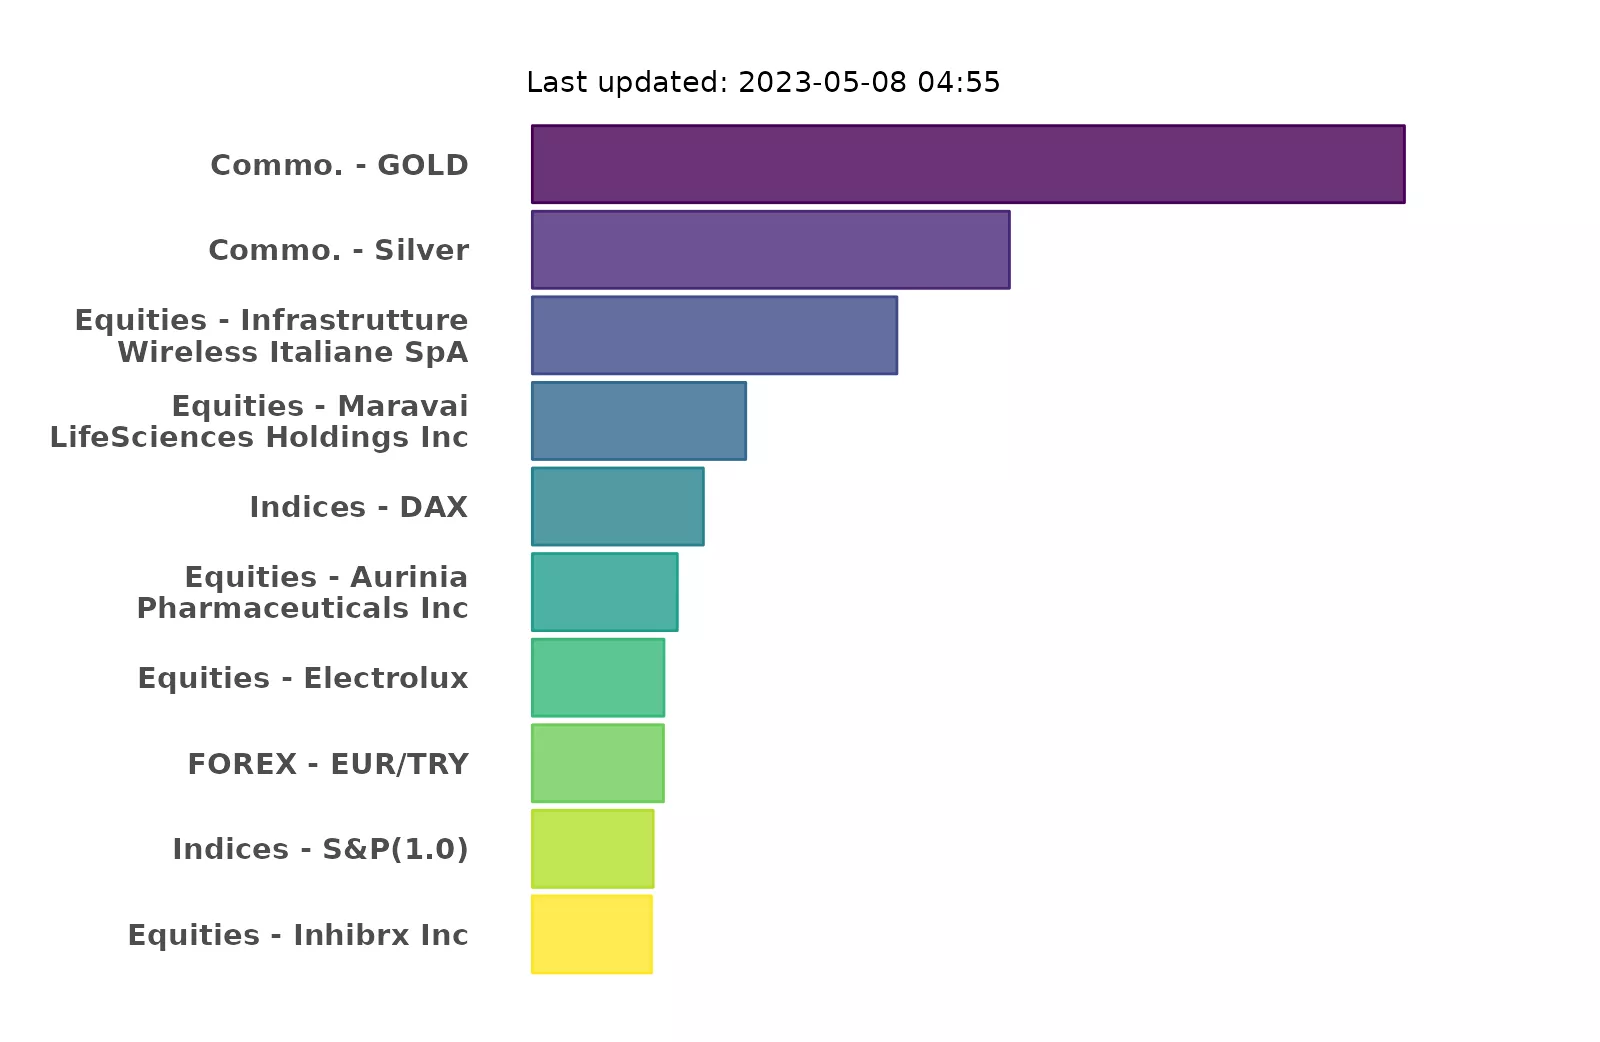 Last updated: 2023-05-08 04:55
Commo. - GOLD
Commo. - Silver
Equities - Infrastrutture
Wireless Italiane SpA
Equities - Maravai
LifeSciences Holdings Inc
Indices - DAX
Equities - Aurinia
Pharmaceuticals Inc
Equities - Electrolux
FOREX - EUR/TRY
Indices - S&P(1.0)
Equities - Inhibrx Inc